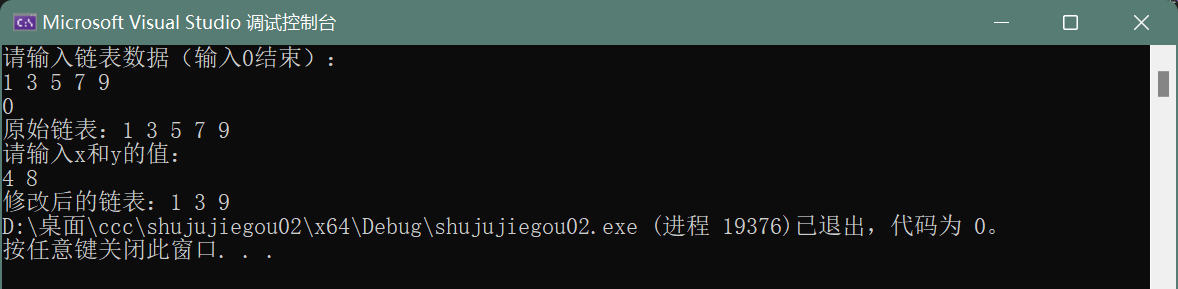 Microsoft Visual Studio 调试控制台
请输入链表数据（输入0结束）：
1 3 5 7 9
0
原始链表：1 3 5 7 9
请输入x和y的值：
4 8
修改后的链表：1 3 9
D:\桌面\ccc\shujujiegou02\x64\Debug\shujujiegou02.exe (进程 19376)已退出，代码为 0。
按任意键关闭此窗口. . .